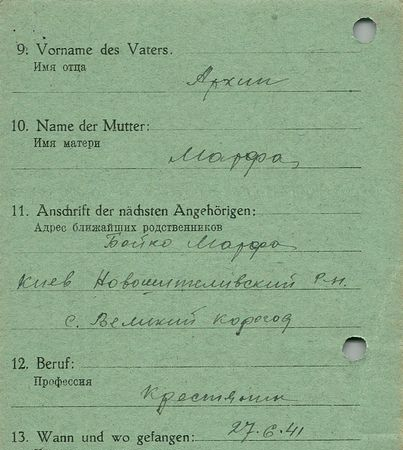 9. Vorname des Vaters.
Имя отца
Архип
10. Name der Mutter:
Имя матери
Марфа
11. Anschrift der nächsten Angehörigen:
Адрес ближайших родственников
Бойко Марфа
Киев Новошителивский р-н.
с. Великий Корогод
12. Beruf:
Профессия
Крестянин
27.6.41
13. Wann und wo gefangen: